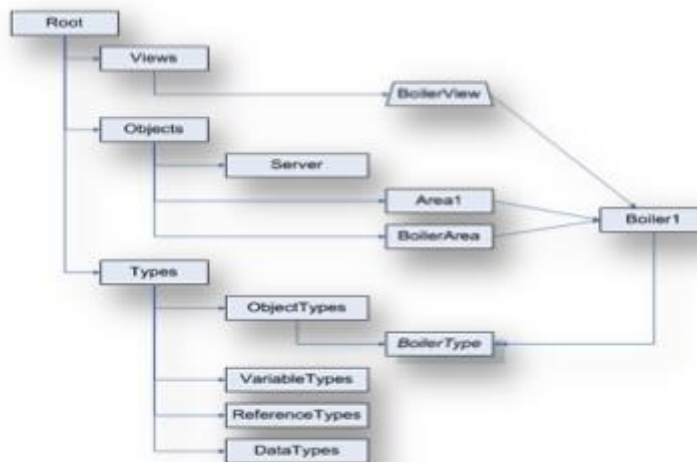 Root
Views
BoilerView
Objects
Server
Area1
Boiler1
BoilerArea
Types
ObjectTypes
BoilerType
VariableTypes
ReferenceTypes
DataTypes